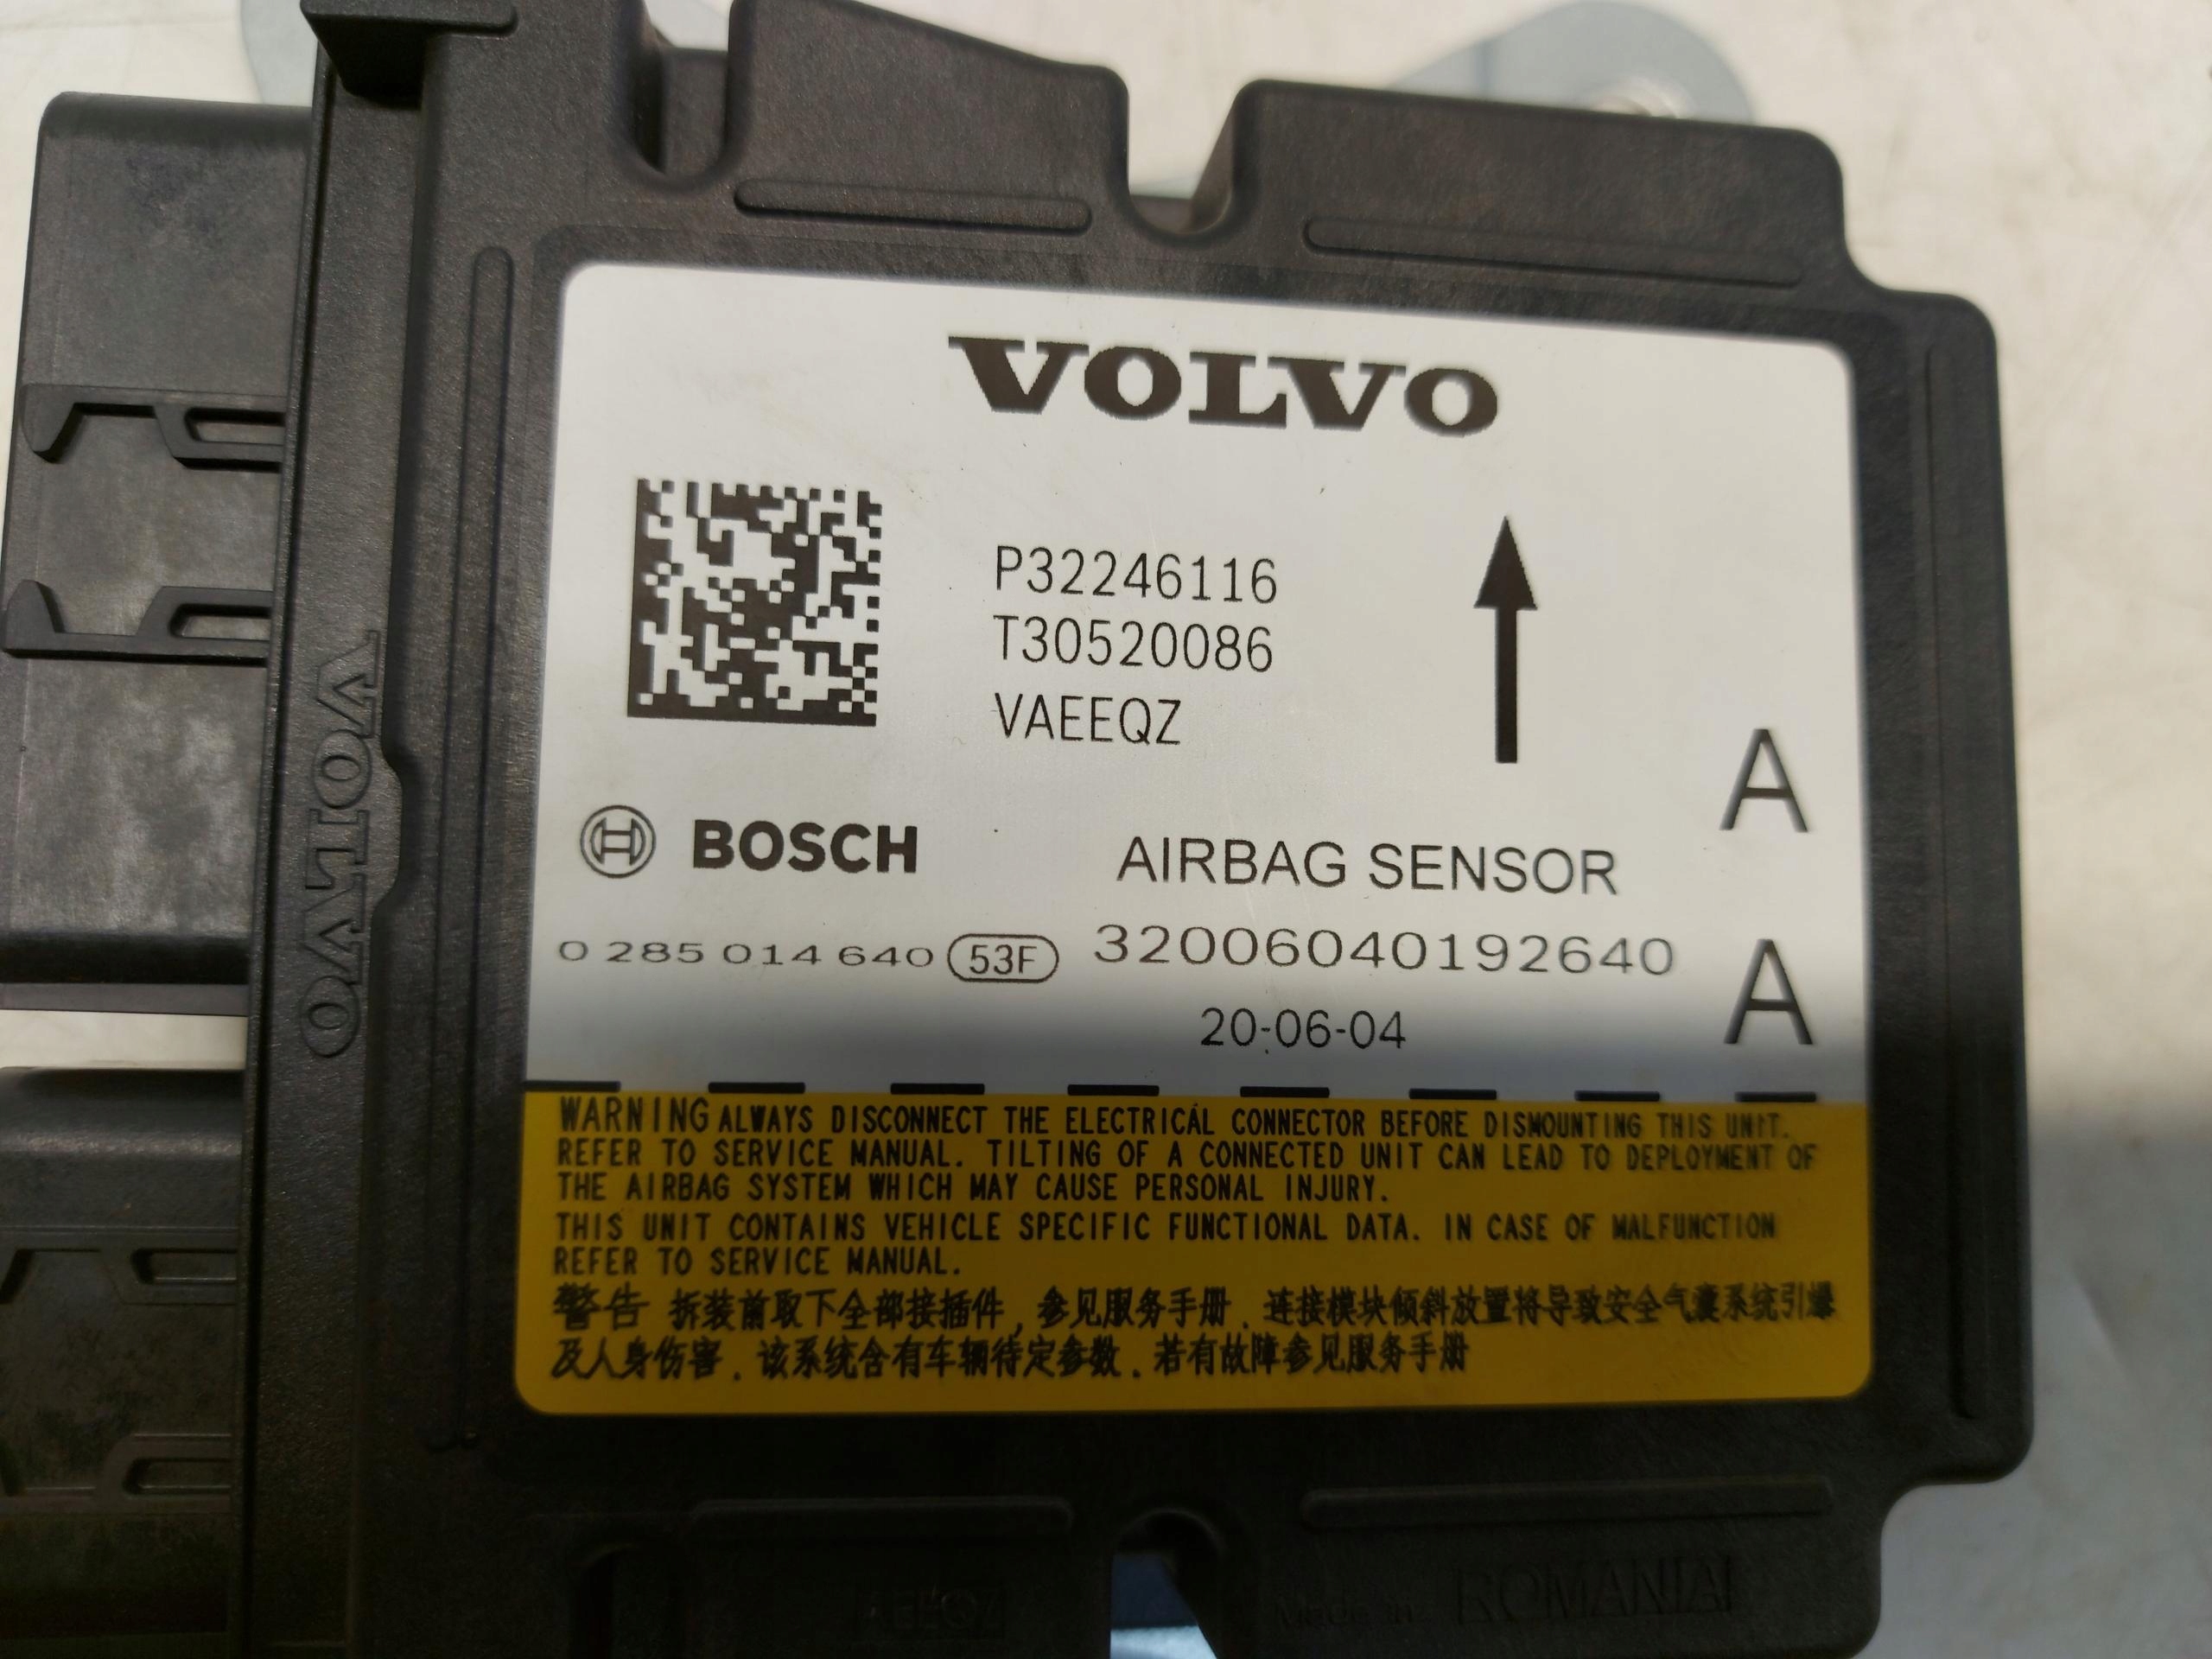 VOLVO
P32246116
T30520086
VAEEQZ
A
BOSCH
AIRBAG SENSOR
0 285 014 640 53F 32006040192640
A
20-06-04
WARNING ALWAYS DISCONNECT THE ELECTRICAL CONNECTOR BEFORE DISMOUNTING THIS UNIT.
REFER TO SERVICE MANUAL. TILTING OF A CONNECTED UNIT CAN LEAD TO DEPLOYMENT OF
THE AIRBAG SYSTEM WHICH MAY CAUSE PERSONAL INJURY.
THIS UNIT CONTAINS VEHICLE SPECIFIC FUNCTIONAL DATA. IN CASE OF MALFUNCTION
REFER TO SERVICE MANUAL.
警告 拆装前取下全部接插件，参见服务手册．连接模块倾斜放置将导致安全气囊系统引爆
及人身伤害．该系统含有车辆待定参数．若有故障参见服务手册
VOLVO
Made in ROMANIA